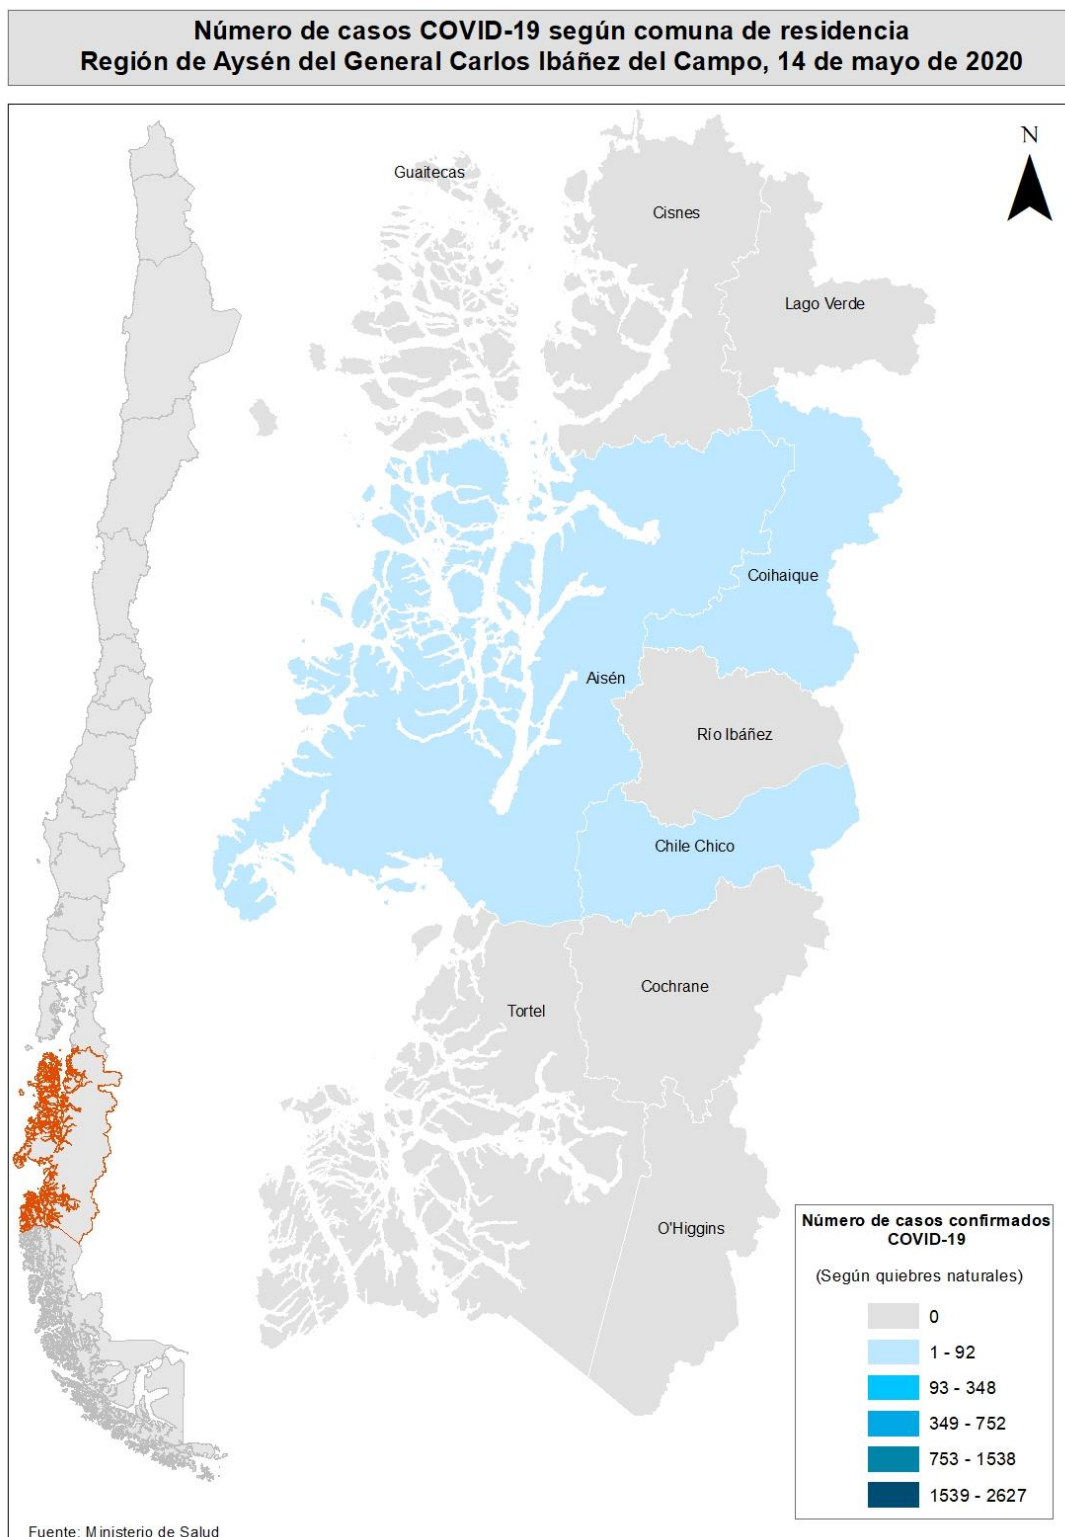 Número de casos COVID-19 según comuna de residencia
Región de Aysén del General Carlos Ibáñez del Campo, 14 de mayo de 2020
N
Guaitecas
Cisnes
Lago Verde
Coihaique
Aisén
Río Ibáñez
Chile Chico
Cochrane
Tortel
O'Higgins
Número de casos confirmados
COVID-19
(Según quiebres naturales)
0
1 - 92
93 - 348
349 - 752
753 - 1538
1539 - 2627
Fuente: Ministerio de Salud